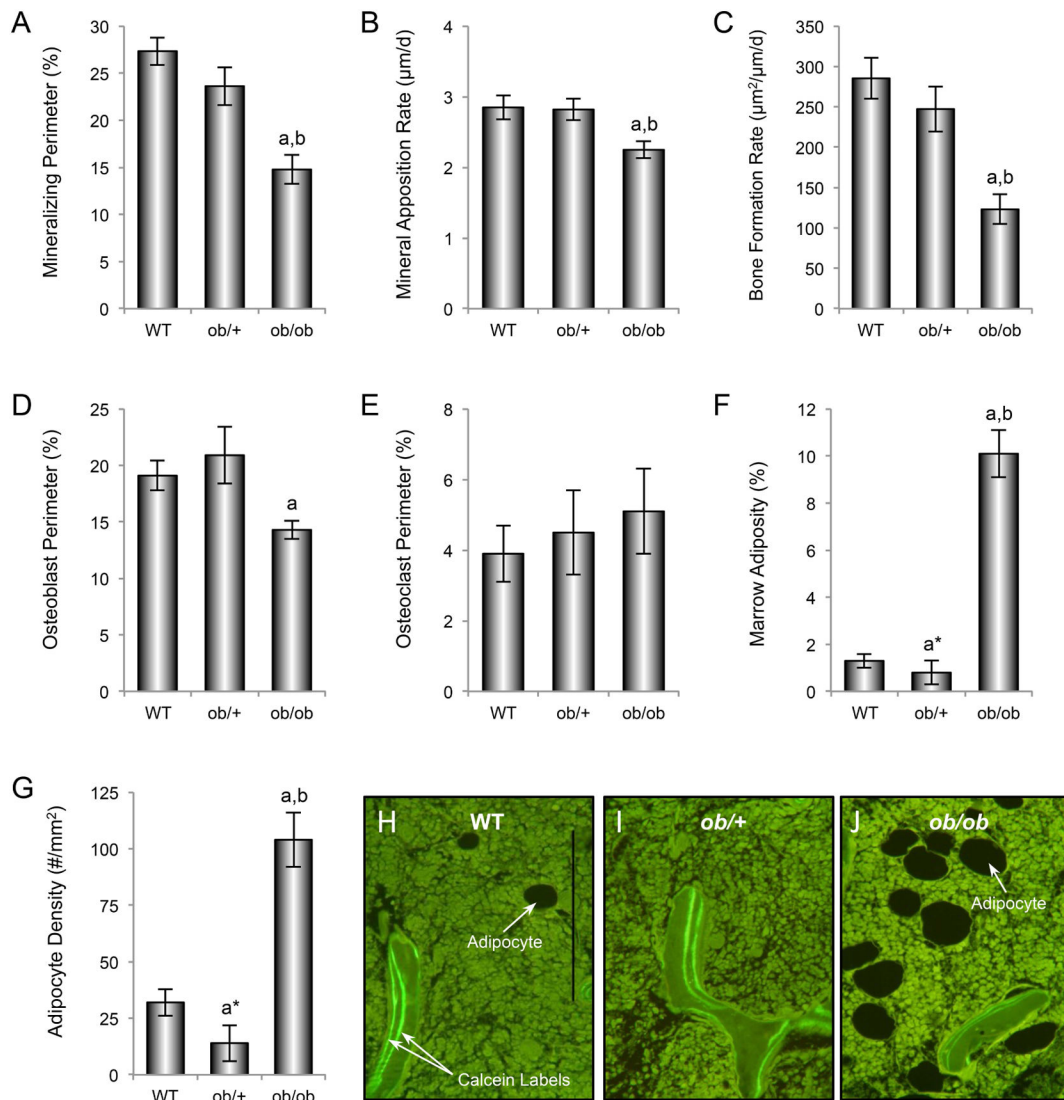 A
Mineralizing Perimeter (%)
30
25
20
15
10
5
0
a,b
WT
ob/+
ob/ob
B
Mineral Apposition Rate (µm/d)
4
3
2
1
0
a,b
WT
ob/+
ob/ob
C
Bone Formation Rate (µm²/µm/d)
400
350
300
250
200
150
100
50
0
a,b
WT
ob/+
ob/ob
D
Osteoblast Perimeter (%)
25
20
15
10
5
0
a
WT
ob/+
ob/ob
E
Osteoclast Perimeter (%)
8
6
4
2
0
WT
ob/+
ob/ob
F
Marrow Adiposity (%)
12
10
8
6
4
2
0
a*
a,b
WT
ob/+
ob/ob
G
Adipocyte Density (#/mm²)
125
100
75
50
25
0
a*
a,b
WT
ob/+
ob/ob
H
WT
Adipocyte
Calcein Labels
I
ob/+
J
ob/ob
Adipocyte